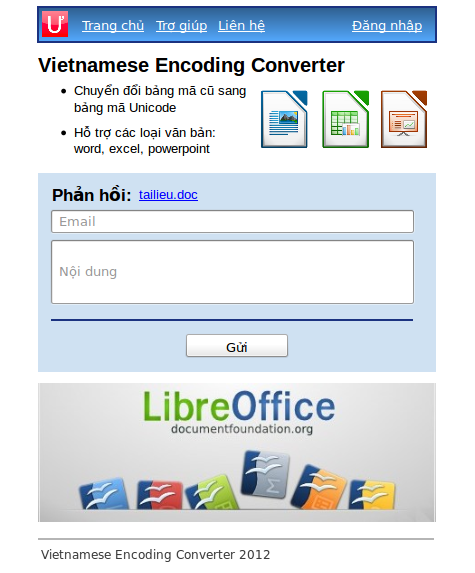 Ư Trang chủ Trợ giúp Liên hệ Đăng nhập
Vietnamese Encoding Converter
Chuyển đổi bảng mã cũ sang
bảng mã Unicode
Hỗ trợ các loại văn bản:
word, excel, powerpoint
Phản hồi: tailieu.doc
Email
Nội dung
Gửi
LibreOffice
documentfoundation.org
Vietnamese Encoding Converter 2012